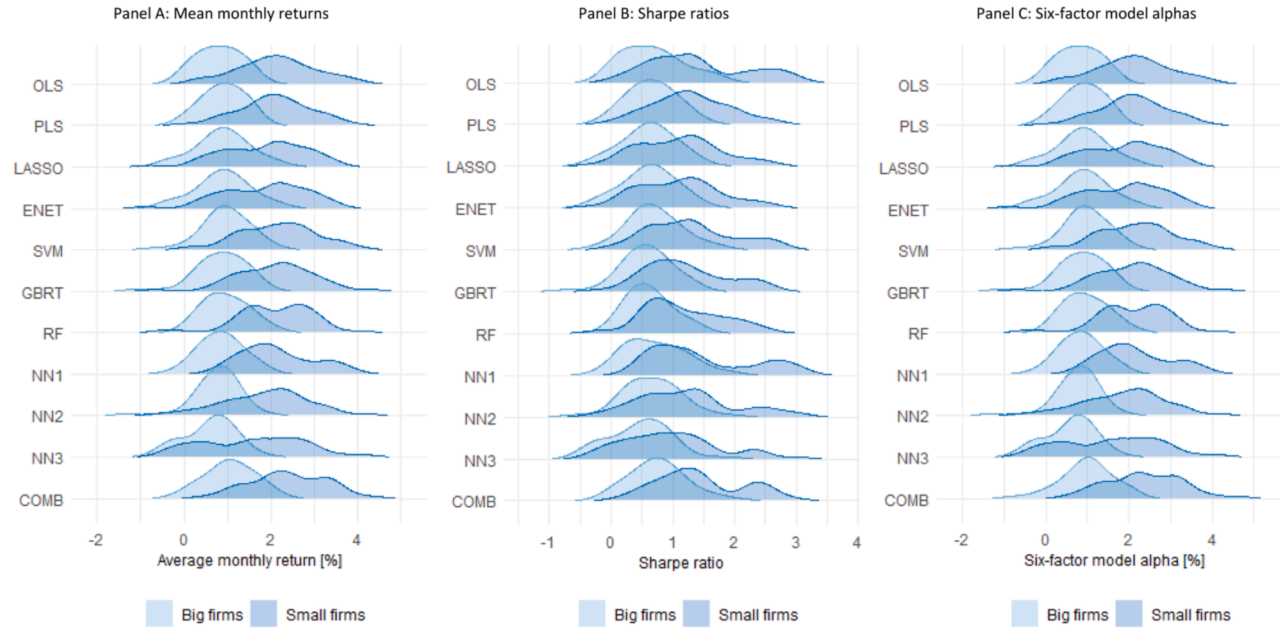 Panel A: Mean monthly returns
OLS
PLS
LASSO
ENET
SVM
GBRT
RF
NN1
NN2
NN3
COMB
-2 0 2 4
Average monthly return [%]
Big firms Small firms
Panel B: Sharpe ratios
OLS
PLS
LASSO
ENET
SVM
GBRT
RF
NN1
NN2
NN3
COMB
-1 0 1 2 3 4
Sharpe ratio
Big firms Small firms
Panel C: Six-factor model alphas
OLS
PLS
LASSO
ENET
SVM
GBRT
RF
NN1
NN2
NN3
COMB
-2 0 2 4
Six-factor model alpha [%]
Big firms Small firms